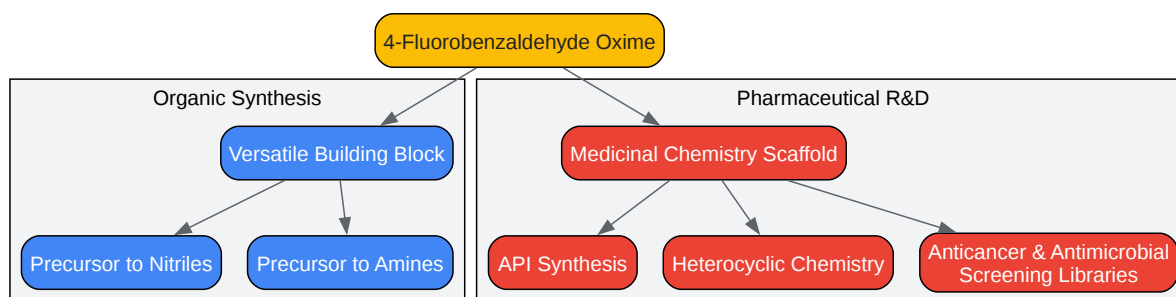 4-Fluorobenzaldehyde Oxime
Organic Synthesis
Pharmaceutical R&D
Versatile Building Block
Medicinal Chemistry Scaffold
Precursor to Nitriles
Precursor to Amines
API Synthesis
Heterocyclic Chemistry
Anticancer & Antimicrobial
Screening Libraries